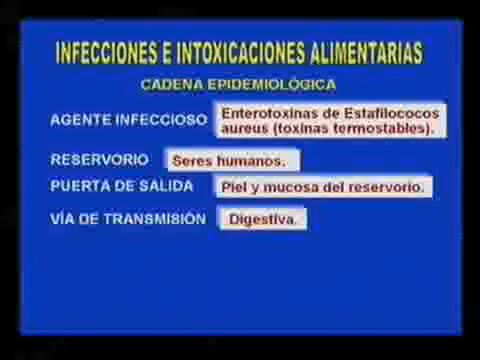 INFECCIONES E INTOXICACIONES ALIMENTARIAS
CADENA EPIDEMIOLÓGICA
AGENTE INFECCIOSO Enterotoxinas de Estafilococos
aureus (toxinas termostables).
RESERVORIO Seres humanos.
PUERTA DE SALIDA Piel y mucosa del reservorio.
VÍA DE TRANSMISIÓN Digestiva.